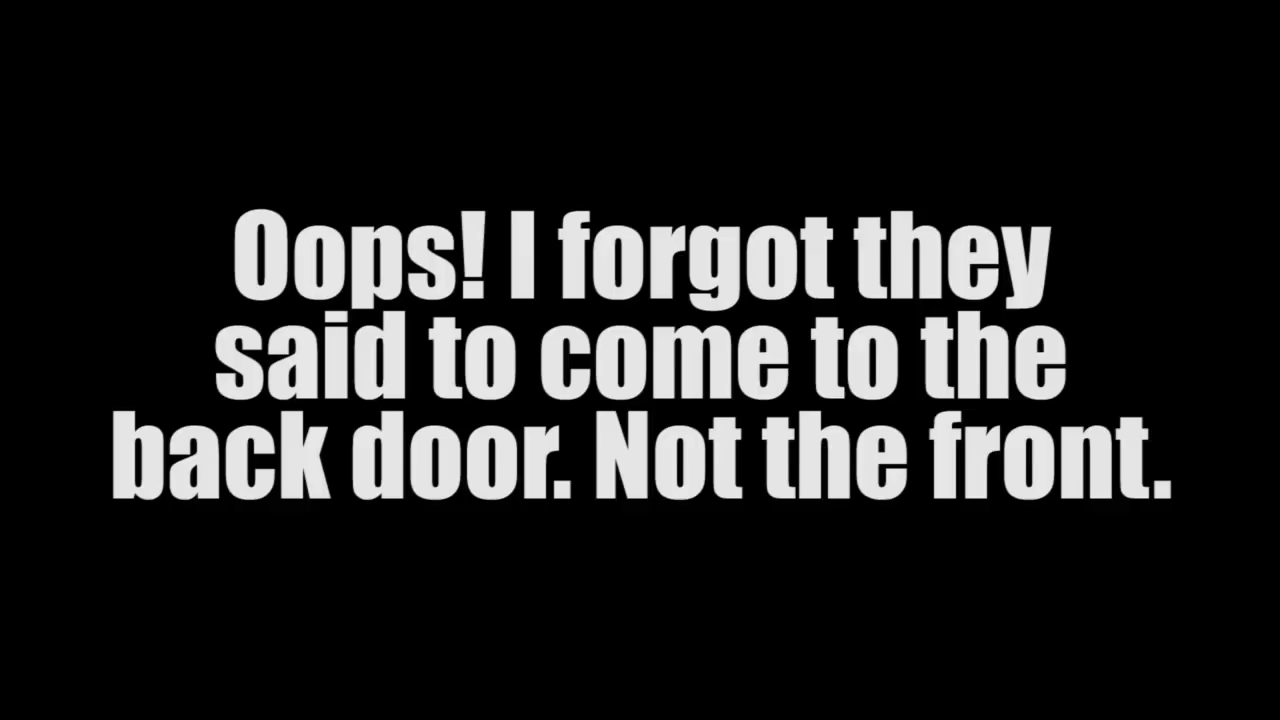 Oops! I forgot they
said to come to the
back door. Not the front.